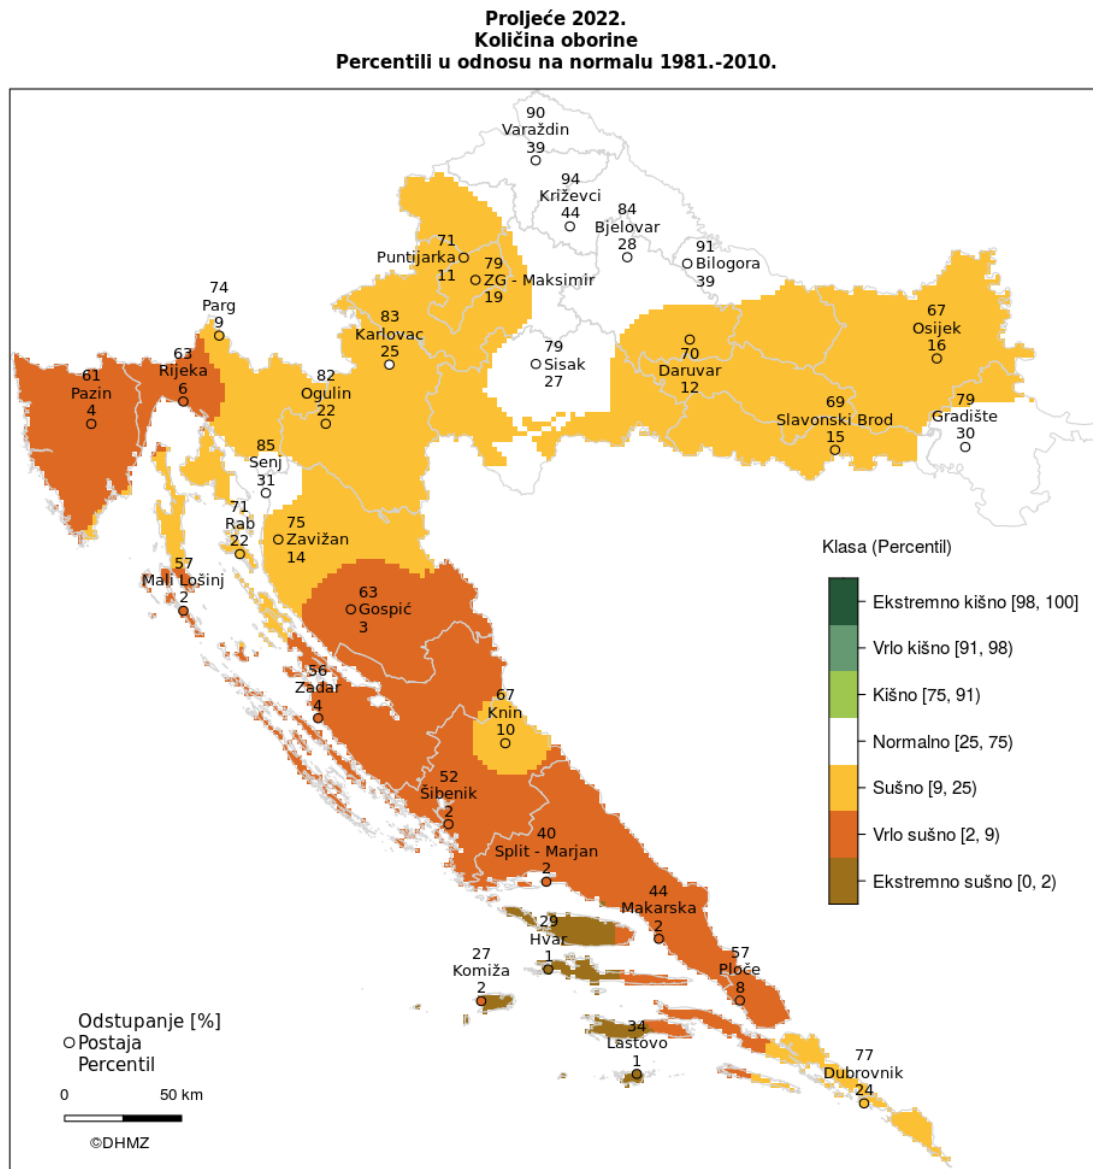 Proljeće 2022.
Količina oborine
Percentili u odnosu na normalu 1981.-2010.
90
Varaždin
39
94
Križevci
44
84
Bjelovar
28
91
Bilogora
39
71
Puntijarka
11
79
ZG - Maksimir
19
74
Parg
9
83
Karlovac
25
79
Sisak
27
70
Daruvar
12
67
Osijek
16
63
Rijeka
6
61
Pazin
4
82
Ogulin
22
69
Slavonski Brod
15
79
Gradište
30
85
Senj
31
71
Rab
22
75
Zavižan
14
57
Mali Lošinj
2
63
Gospić
3
56
Zadar
4
67
Knin
10
52
Šibenik
2
40
Split - Marjan
2
44
Makarska
2
29
Hvar
1
27
Komiža
2
57
Ploče
8
34
Lastovo
1
77
Dubrovnik
24
Klasa (Percentil)
Ekstremno kišno [98, 100]
Vrlo kišno [91, 98)
Kišno [75, 91)
Normalno [25, 75)
Sušno [9, 25)
Vrlo sušno [2, 9)
Ekstremno sušno [0, 2)
Odstupanje [%]
Postaja
Percentil
0 50 km
©DHMZ